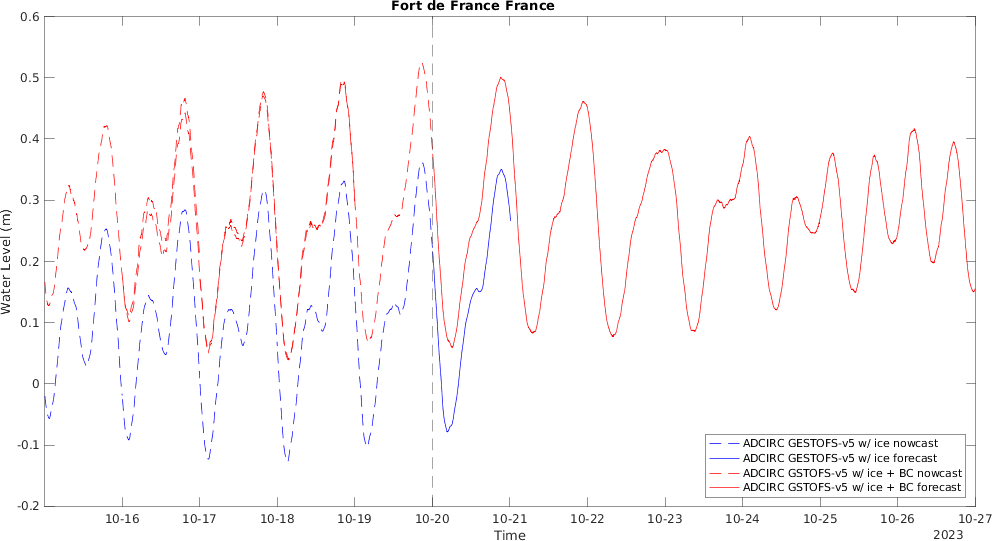 Fort de France France
0.6
0.5
0.4
0.3
0.2
0.1
0
-0.1
-0.2
Water Level (m)
ADCIRC GESTOFS-v5 w/ ice nowcast
ADCIRC GESTOFS-v5 w/ ice forecast
ADCIRC GSTOFS-v5 w/ ice + BC nowcast
ADCIRC GSTOFS-v5 w/ ice + BC forecast
10-16 10-17 10-18 10-19 10-20 10-21 10-22 10-23 10-24 10-25 10-26 10-27
Time
2023